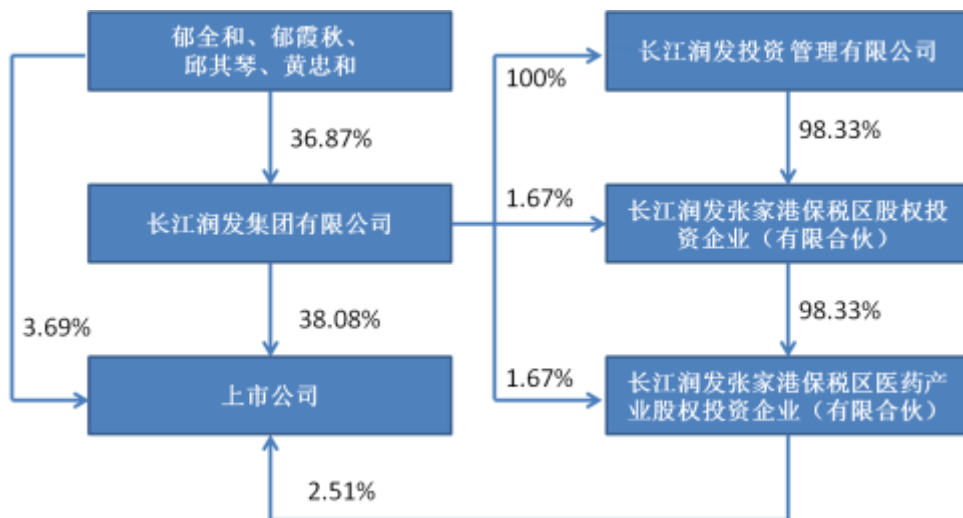 郁全和、郁霞秋、
邱其琴、黄忠和
长江润发投资管理有限公司
100%
36.87%
98.33%
长江润发集团有限公司
1.67%
长江润发张家港保税区股权投
资企业（有限合伙）
3.69%
38.08%
98.33%
上市公司
1.67%
长江润发张家港保税区医药产
业股权投资企业（有限合伙）
2.51%